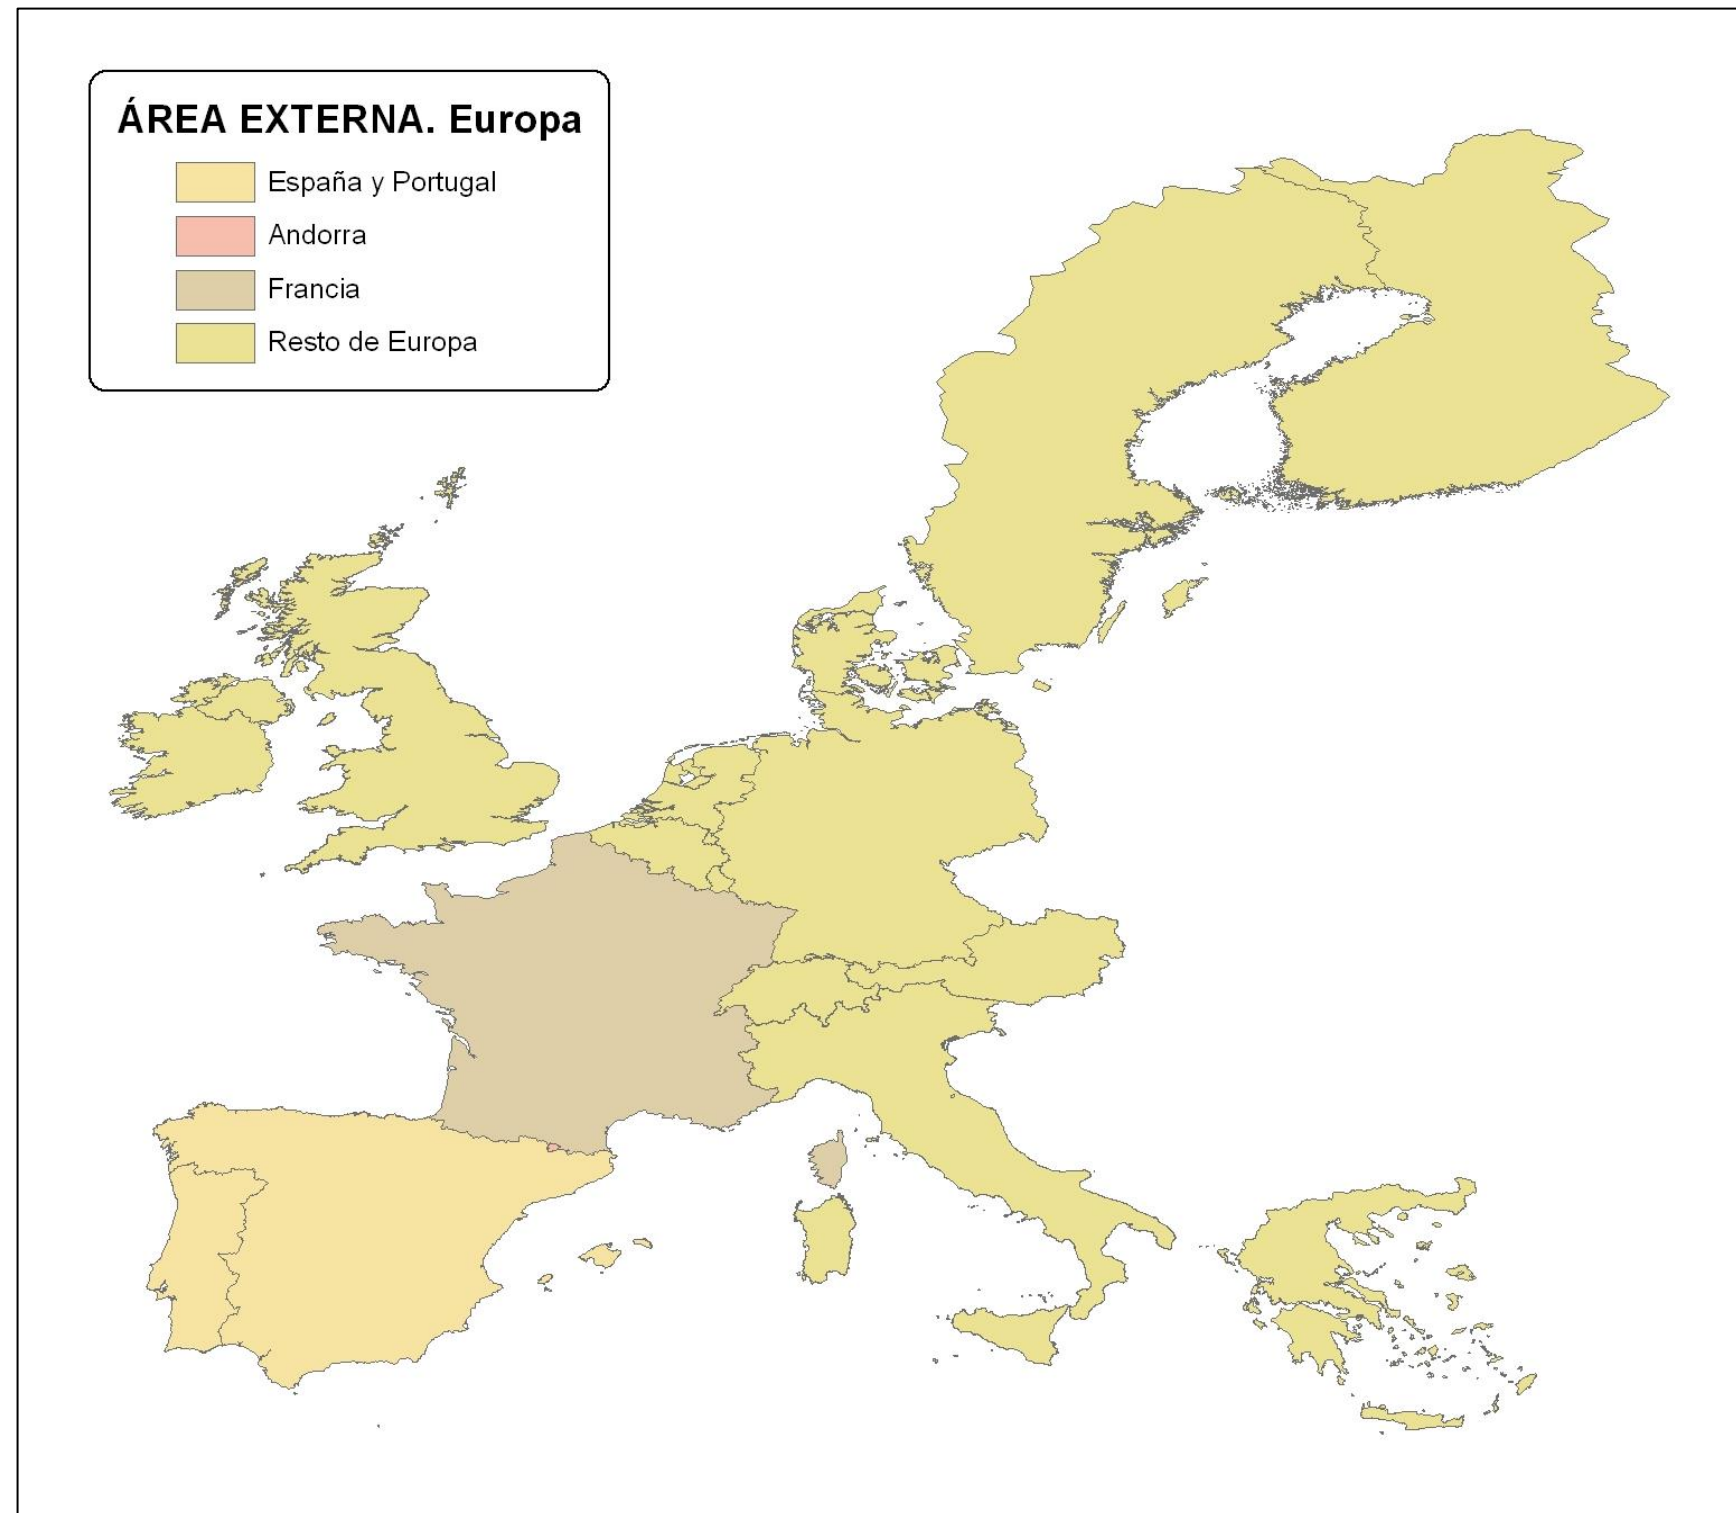 ÁREA EXTERNA. Europa
España y Portugal
Andorra
Francia
Resto de Europa